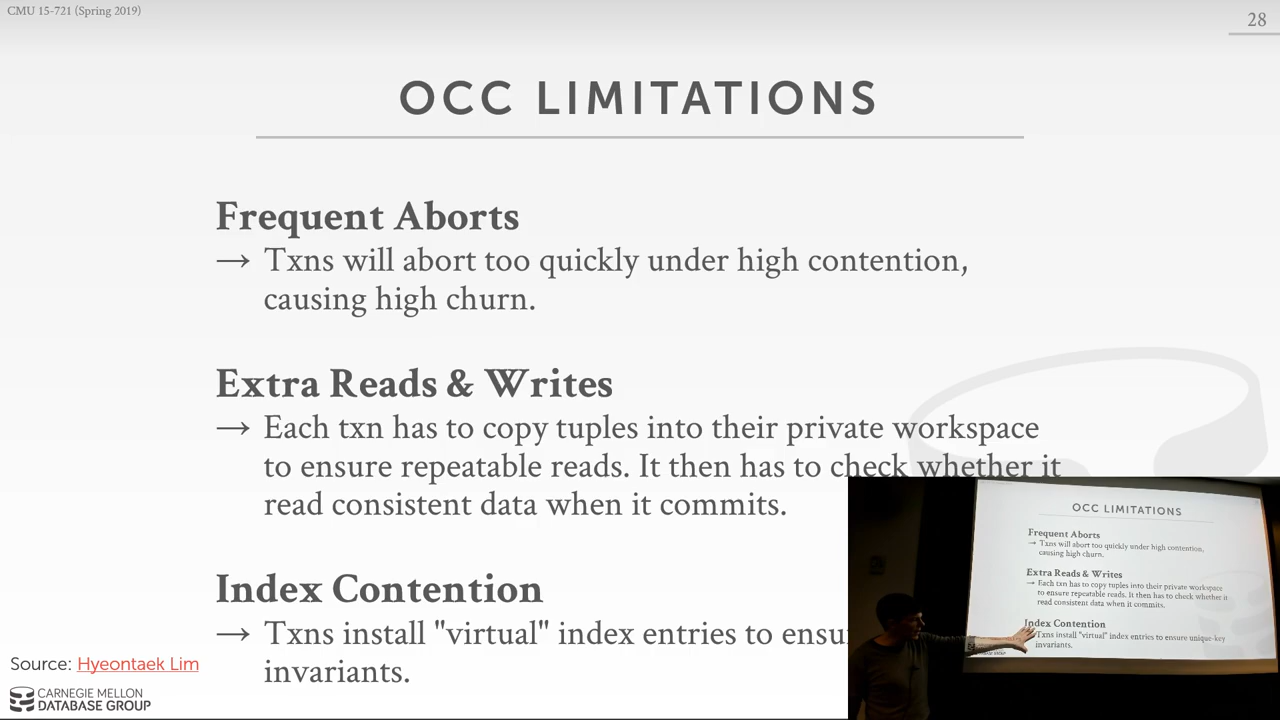 CMU 15-721 (Spring 2019)
28
OCC LIMITATIONS
Frequent Aborts
→ Txns will abort too quickly under high contention,
causing high churn.
Extra Reads & Writes
→ Each txn has to copy tuples into their private workspace
to ensure repeatable reads. It then has to check whether it
read consistent data when it commits.
Index Contention
→ Txns install "virtual" index entries to ensu
invariants.
Source: Hyeontaek Lim
CARNEGIE MELLON
DATABASE GROUP
OCC LIMITATIONS
Frequent Aborts
→ Txns will abort too quickly under high contention,
causing high churn.
Extra Reads & Writes
→ Each txn has to copy tuples into their private workspace
to ensure repeatable reads. It then has to check whether it
read consistent data when it commits.
Index Contention
Txns install "virtual" index entries to ensure unique-key
invariants.